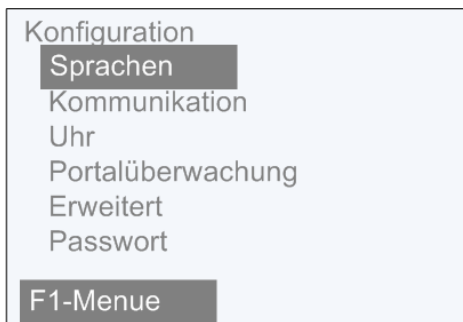 Konfiguration
Sprachen
Kommunikation
Uhr
Portalüberwachung
Erweitert
Passwort
F1-Menue